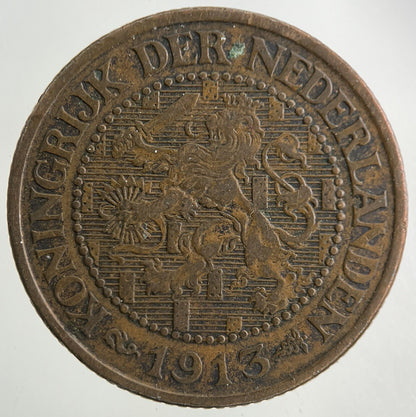 KONINGRIJK DER NEDERLANDEN
1913